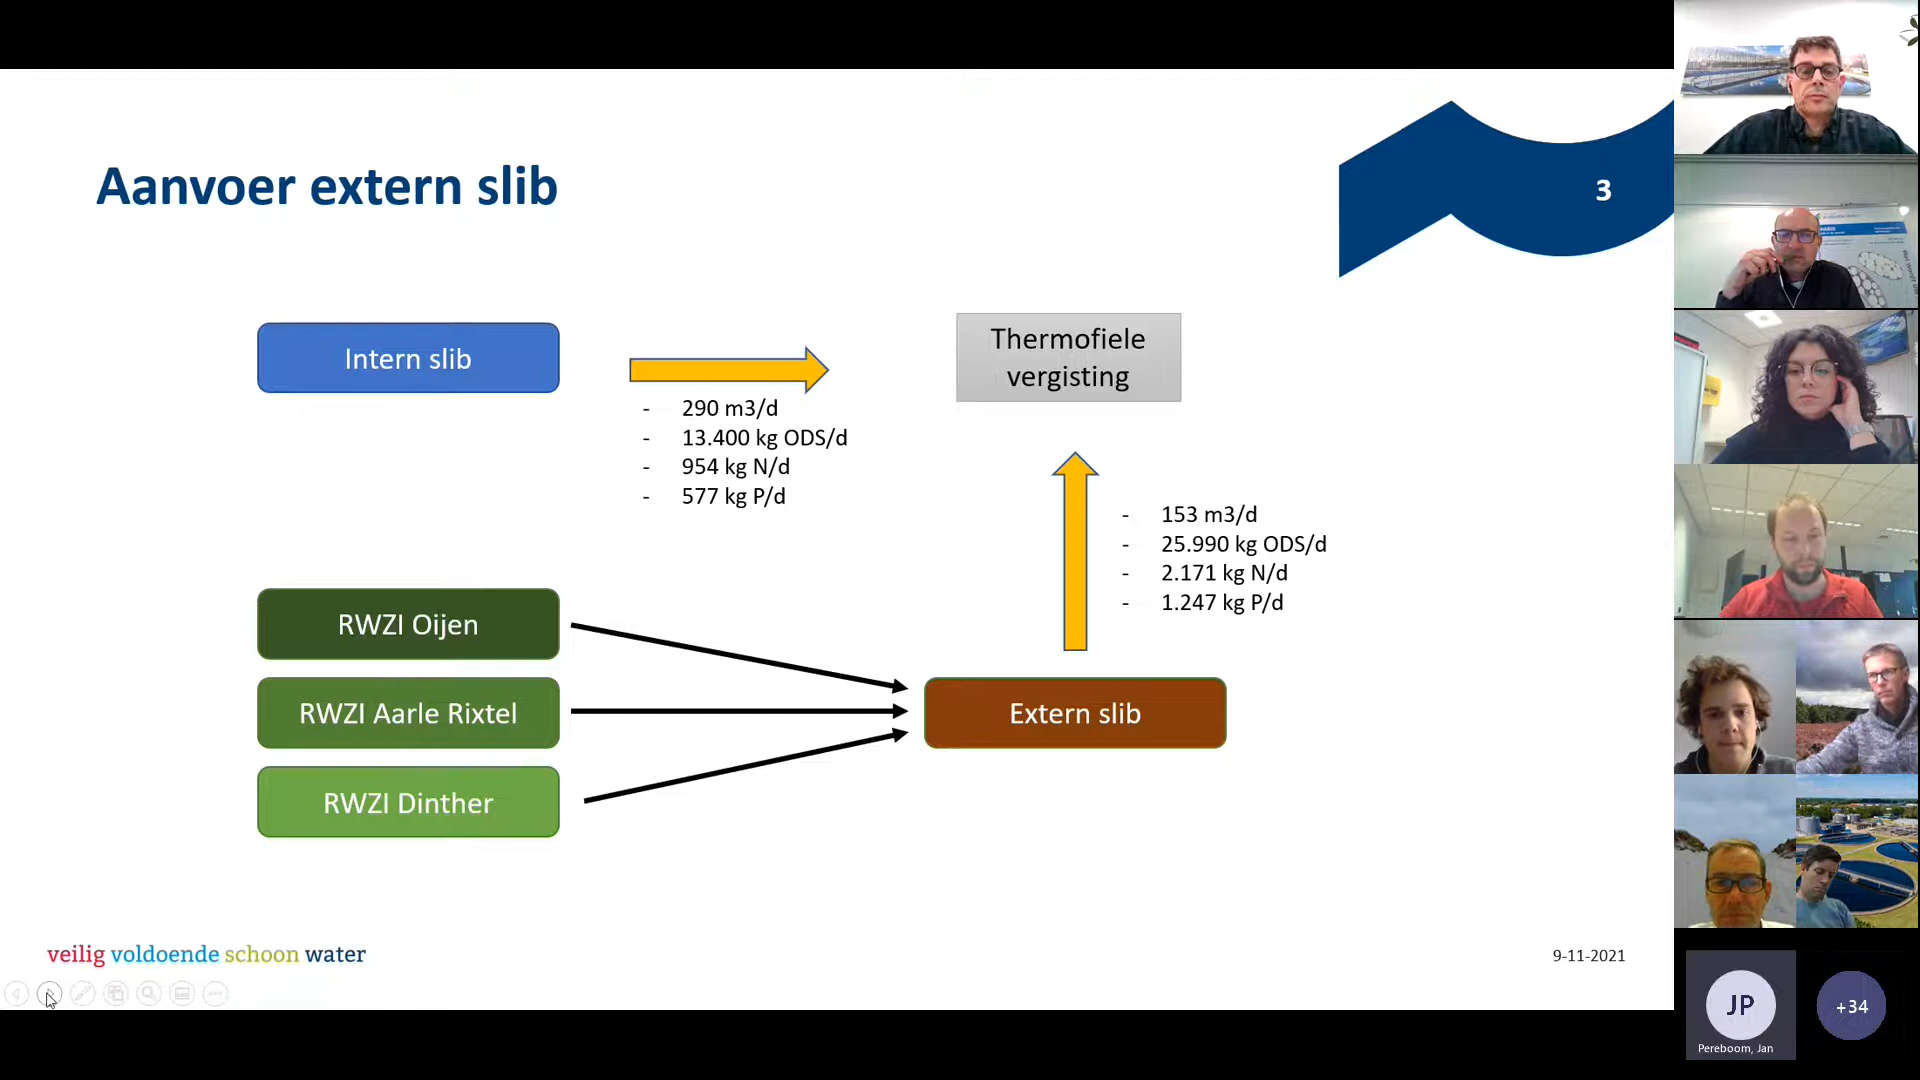 Aanvoer extern slib
3
Intern slib
Thermofiele
vergisting
- 290 m3/d
- 13.400 kg ODS/d
- 954 kg N/d
- 577 kg P/d
- 153 m3/d
- 25.990 kg ODS/d
- 2.171 kg N/d
- 1.247 kg P/d
RWZI Oijen
RWZI Aarle Rixtel
Extern slib
RWZI Dinther
veilig voldoende schoon water
9-11-2021
JP
+34
Pereboom, Jan